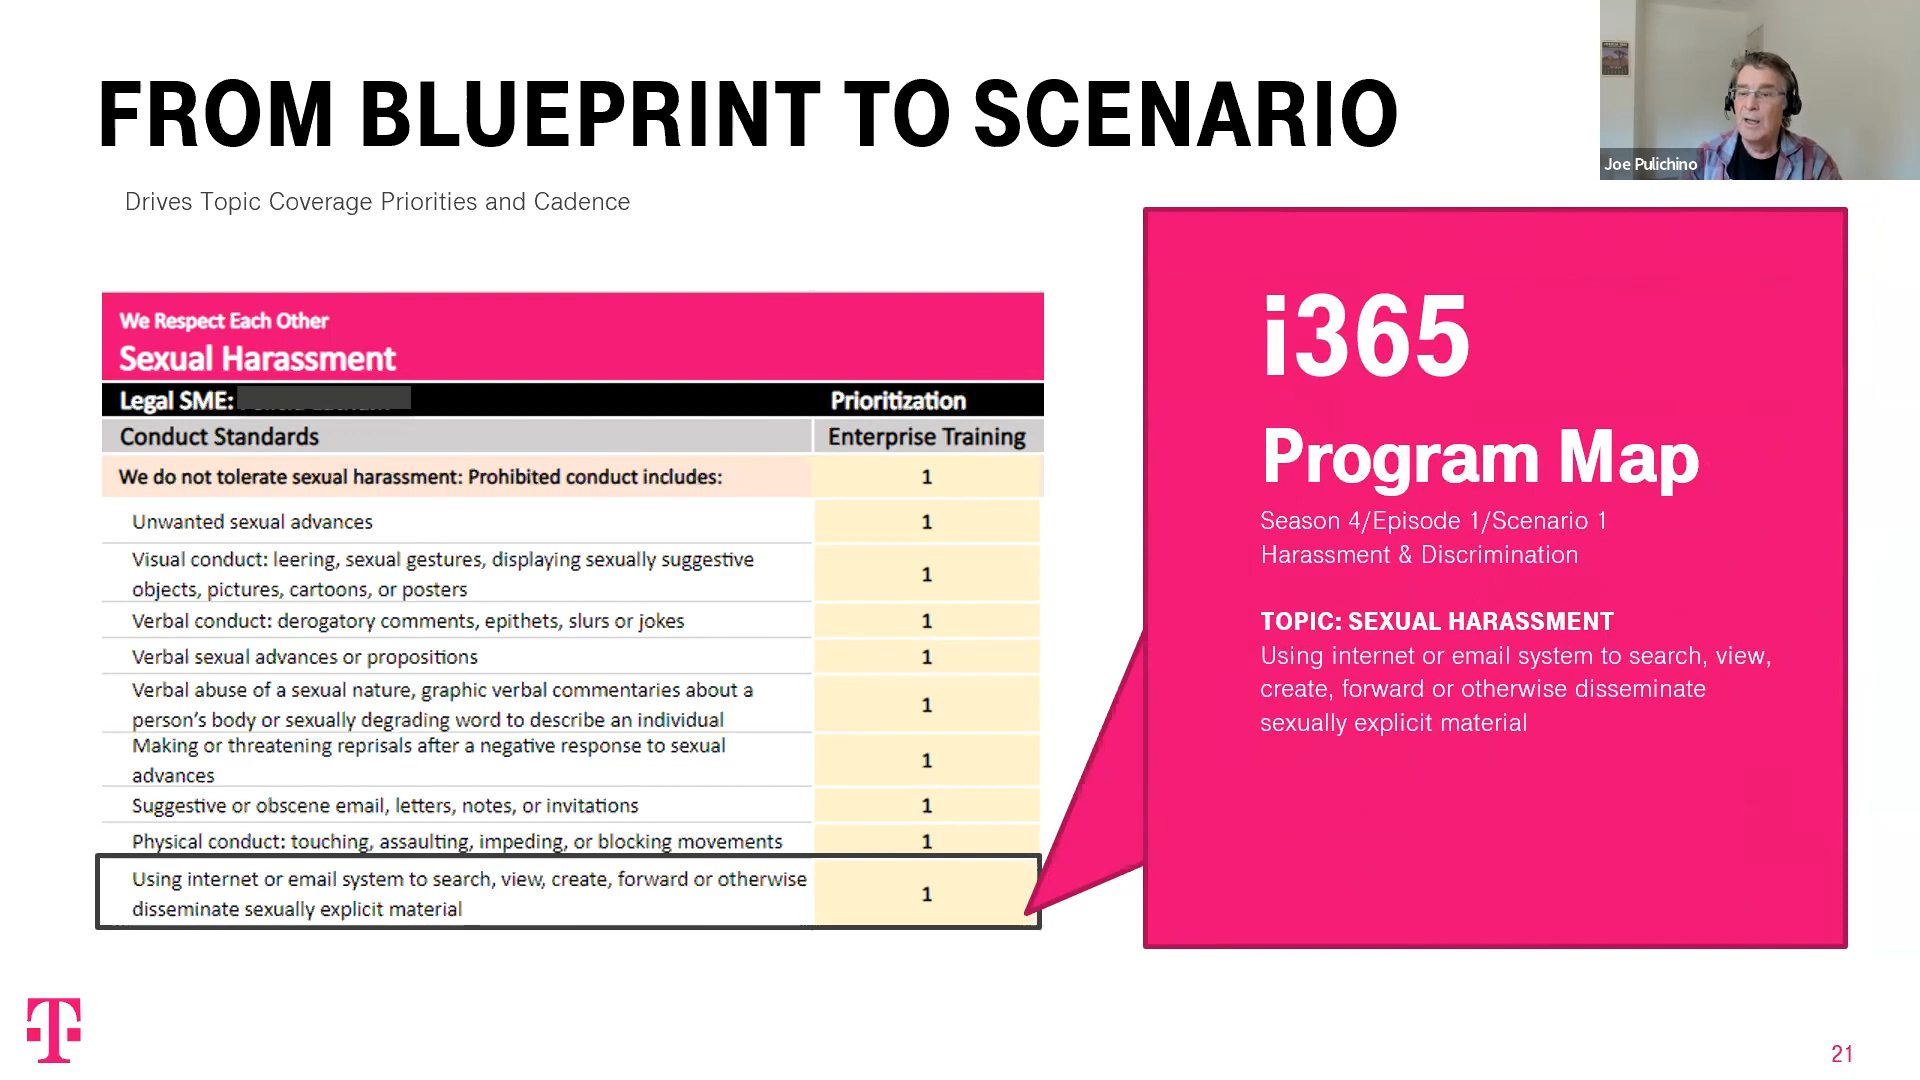 FROM BLUEPRINT TO SCENARIO
Drives Topic Coverage Priorities and Cadence
Joe Pulichino
We Respect Each Other
Sexual Harassment
Legal SME:
Prioritization
Conduct Standards
Enterprise Training
We do not tolerate sexual harassment: Prohibited conduct includes:
1
Unwanted sexual advances
1
Visual conduct: leering, sexual gestures, displaying sexually suggestive
objects, pictures, cartoons, or posters
1
Verbal conduct: derogatory comments, epithets, slurs or jokes
1
Verbal sexual advances or propositions
1
Verbal abuse of a sexual nature, graphic verbal commentaries about a
person's body or sexually degrading word to describe an individual
1
Making or threatening reprisals after a negative response to sexual
advances
1
Suggestive or obscene email, letters, notes, or invitations
1
Physical conduct: touching, assaulting, impeding, or blocking movements
1
Using internet or email system to search, view, create, forward or otherwise
disseminate sexually explicit material
1
i365
Program Map
Season 4/Episode 1/Scenario 1
Harassment & Discrimination
TOPIC: SEXUAL HARASSMENT
Using internet or email system to search, view,
create, forward or otherwise disseminate
sexually explicit material
T
21